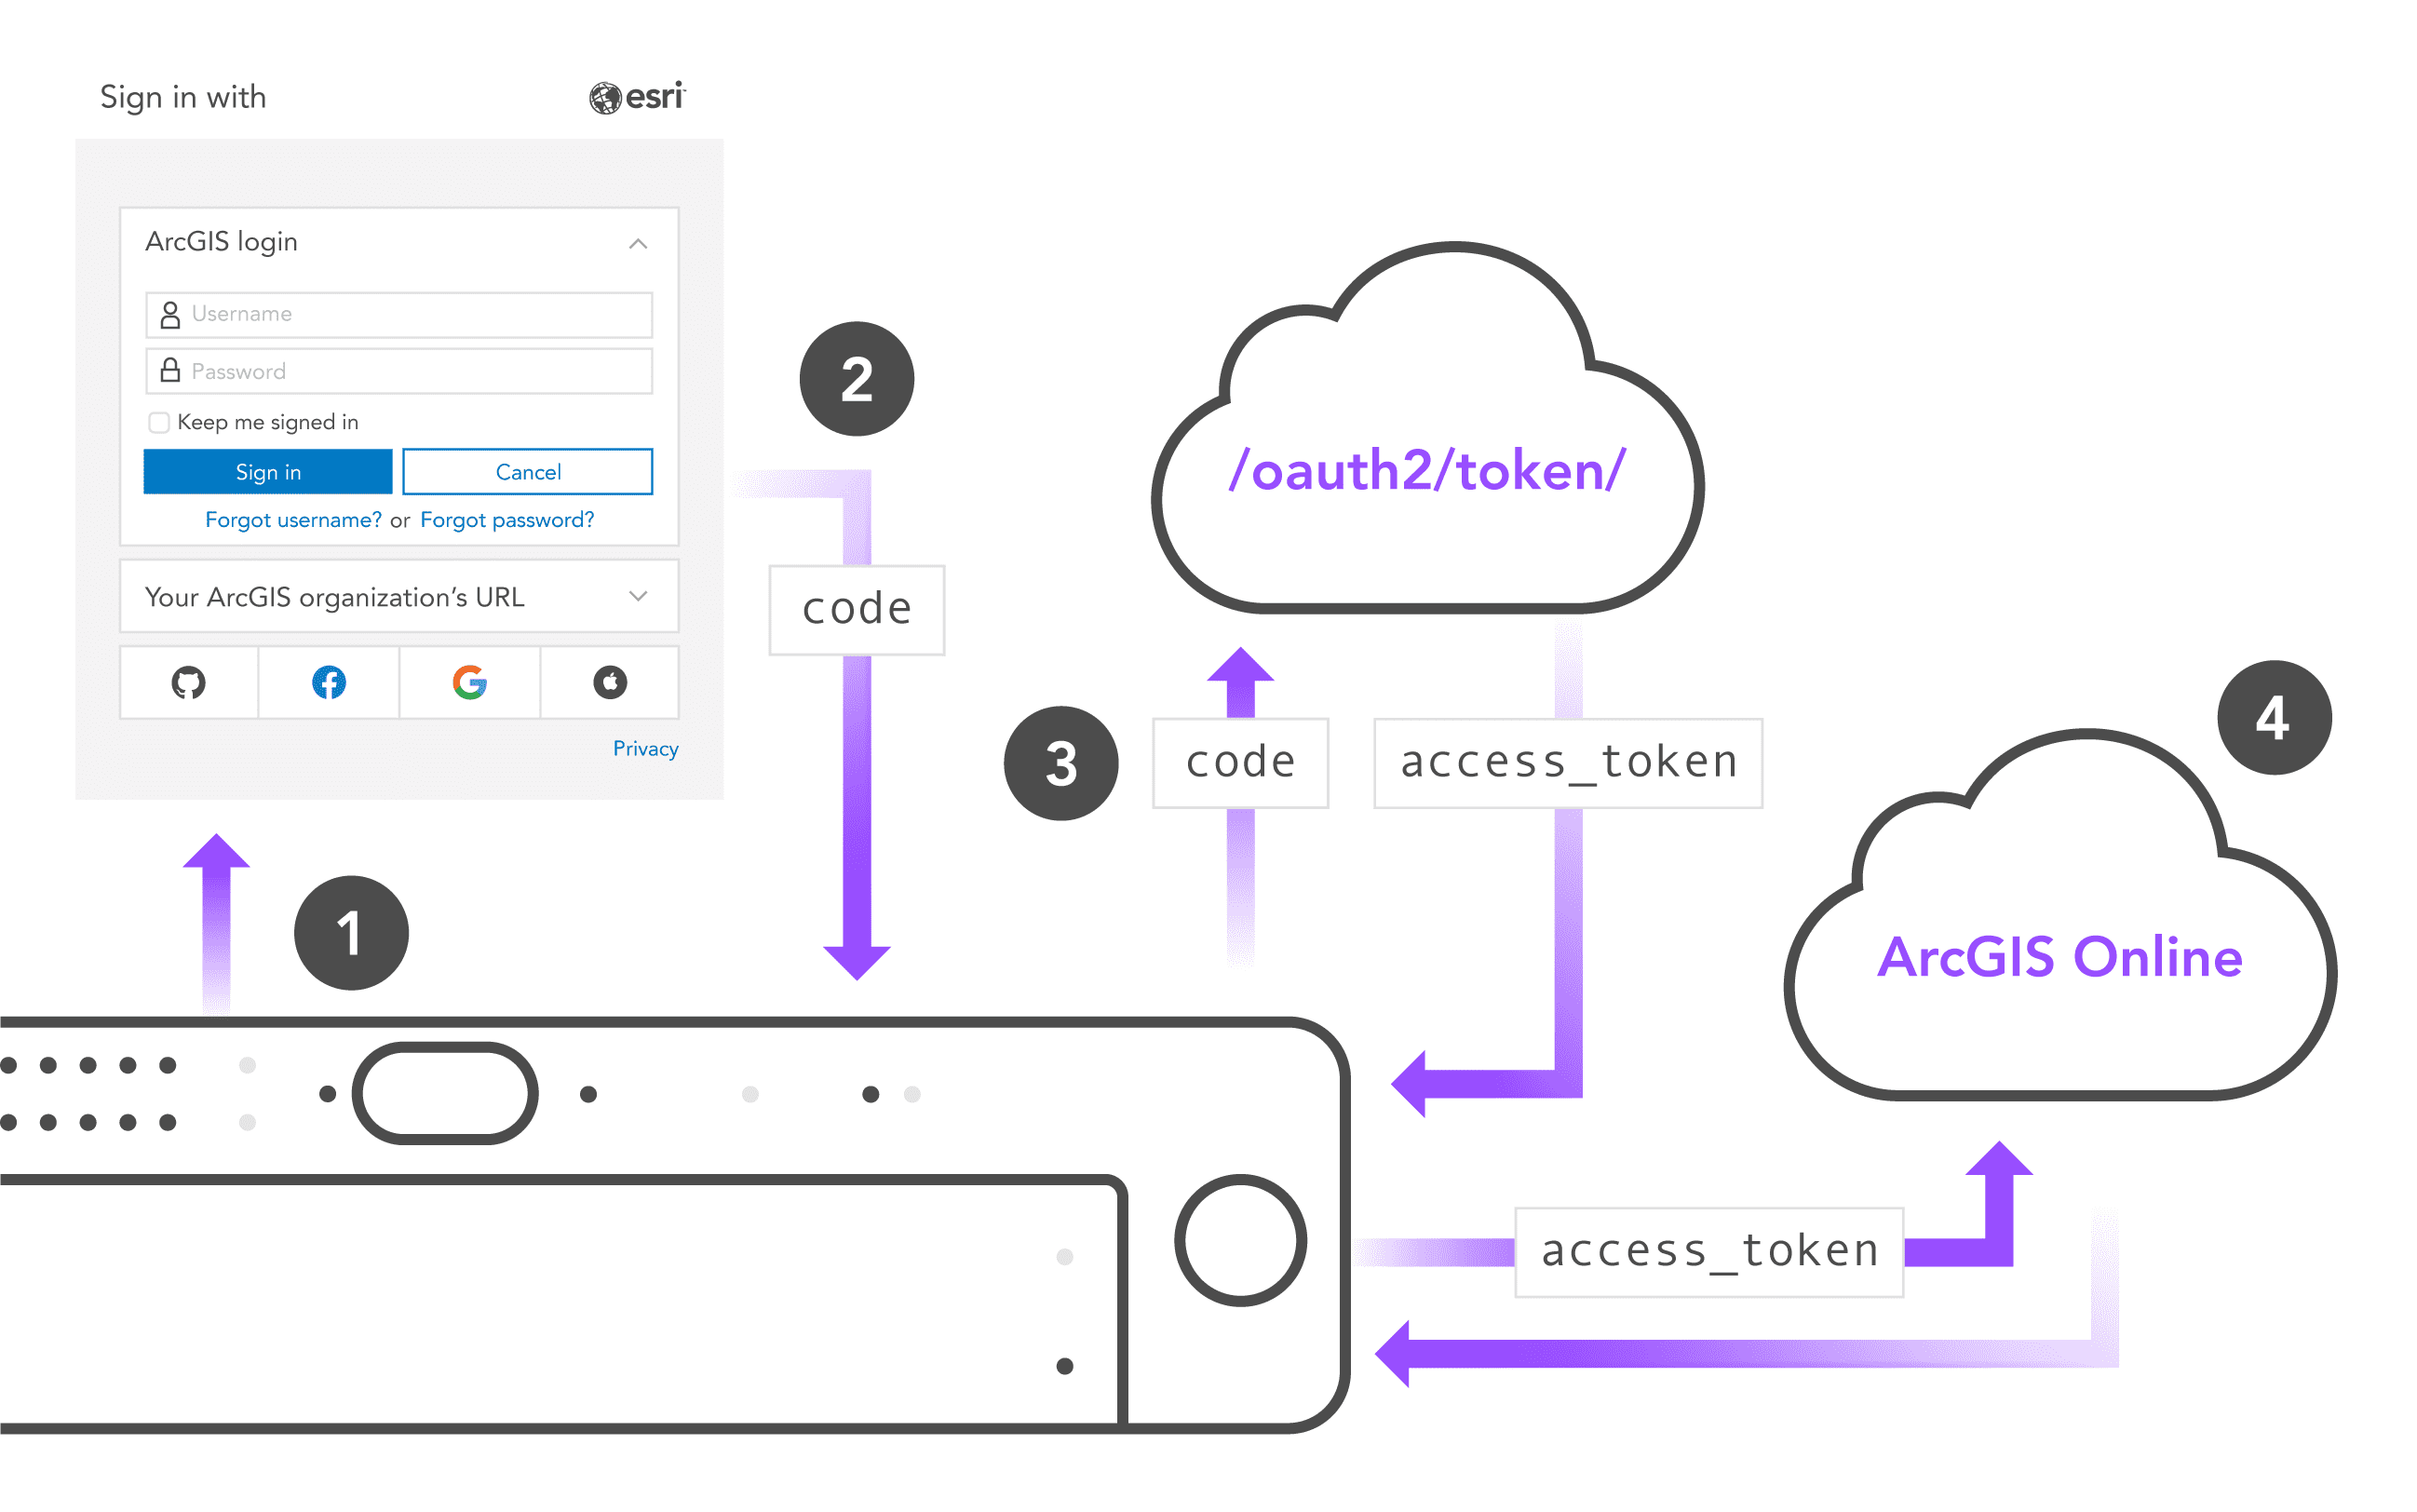 Sign in with
esri
ArcGIS login
Username
Password
Keep me signed in
Sign in
Cancel
Forgot username? or Forgot password?
Your ArcGIS organization’s URL
Privacy
1
2
code
/oauth2/token/
3
code
access_token
4
ArcGIS Online
access_token